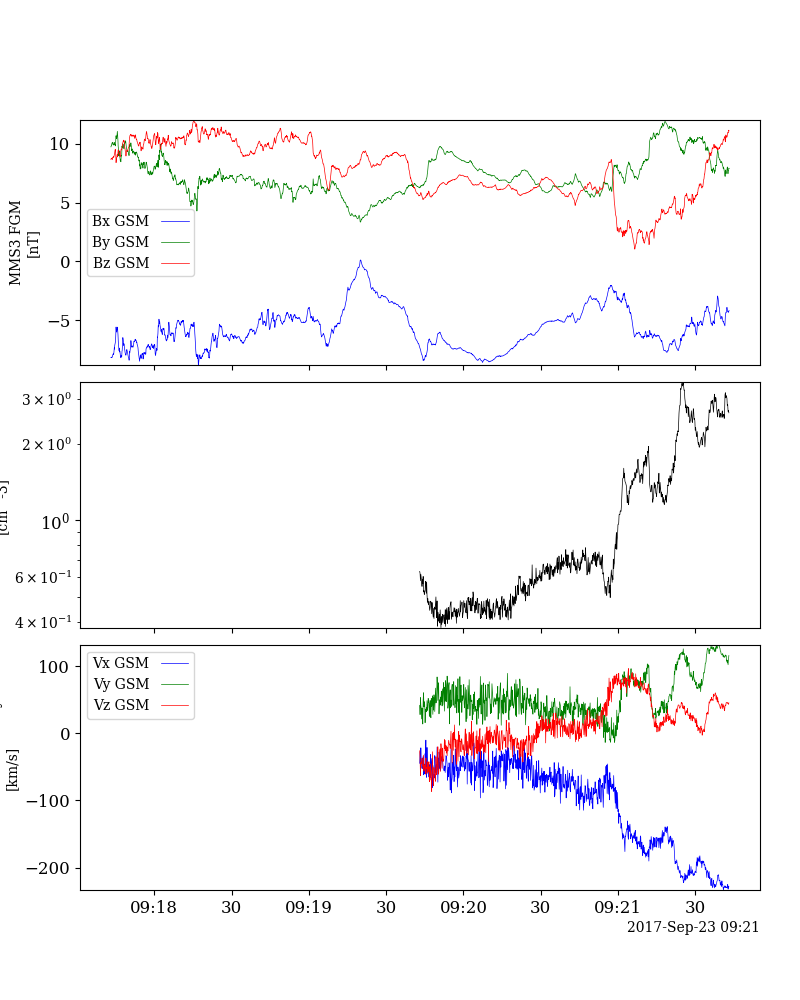 10
5
0
−5
MMS3 FGM
[nT]
Bx GSM
By GSM
Bz GSM
3 × 10⁰
2 × 10⁰
10⁰
6 × 10⁻¹
4 × 10⁻¹
100
0
−100
−200
[km/s]
Vx GSM
Vy GSM
Vz GSM
09:18 30 09:19 30 09:20 30 09:21 30
2017-Sep-23 09:21